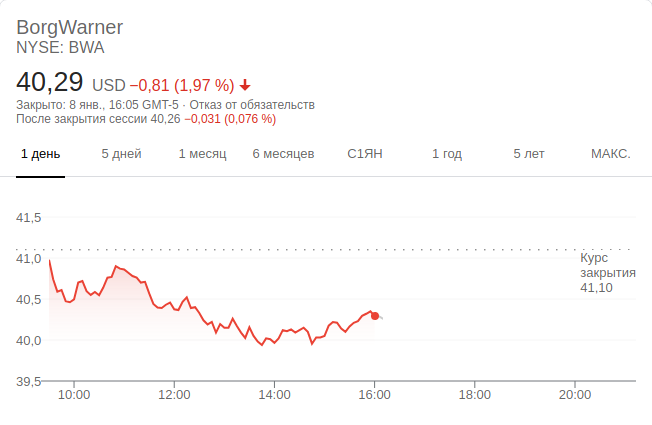 BorgWarner
NYSE: BWA
40,29 USD −0,81 (1,97 %)
Закрыто: 8 янв., 16:05 GMT-5 · Отказ от обязательств
После закрытия сессии 40,26 −0,031 (0,076 %)
1 день 5 дней 1 месяц 6 месяцев С1ЯН 1 год 5 лет МАКС.
41,5
41,0
40,5
40,0
39,5
Курс
закрытия
41,10
10:00 12:00 14:00 16:00 18:00 20:00